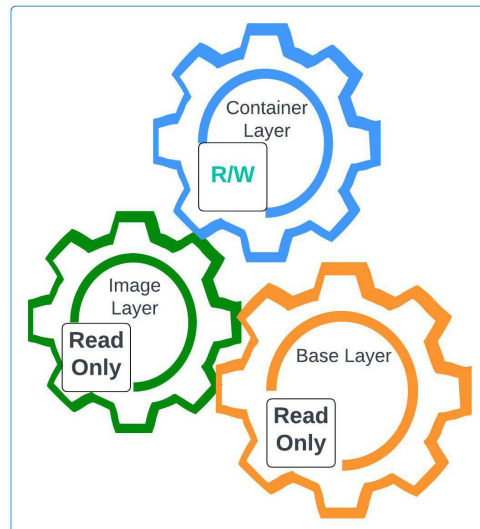 Container
Layer
R/W
Image
Layer
Read
Only
Base Layer
Read
Only